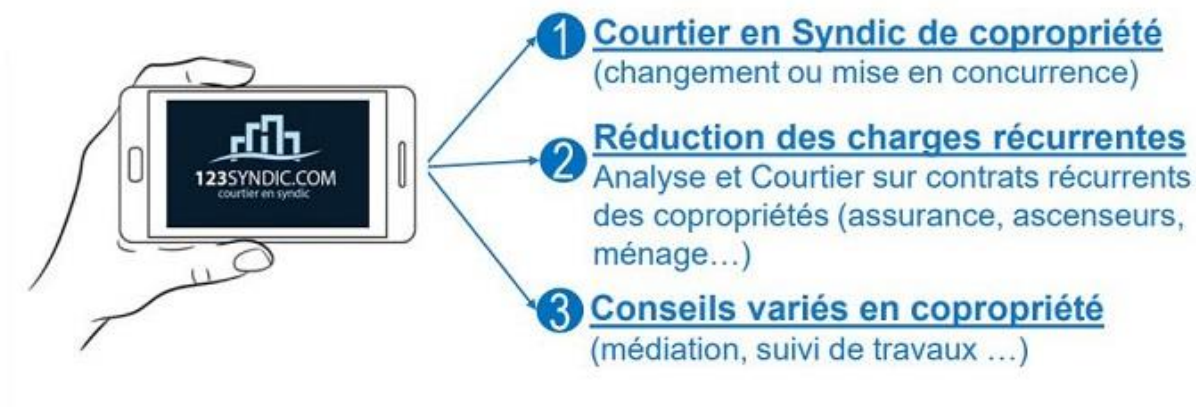 123SYNDIC.COM
courtier en syndic
1 Courtier en Syndic de copropriété
(changement ou mise en concurrence)
2 Réduction des charges récurrentes
Analyse et Courtier sur contrats récurrents
des copropriétés (assurance, ascenseurs,
ménage…)
3 Conseils variés en copropriété
(médiation, suivi de travaux …)